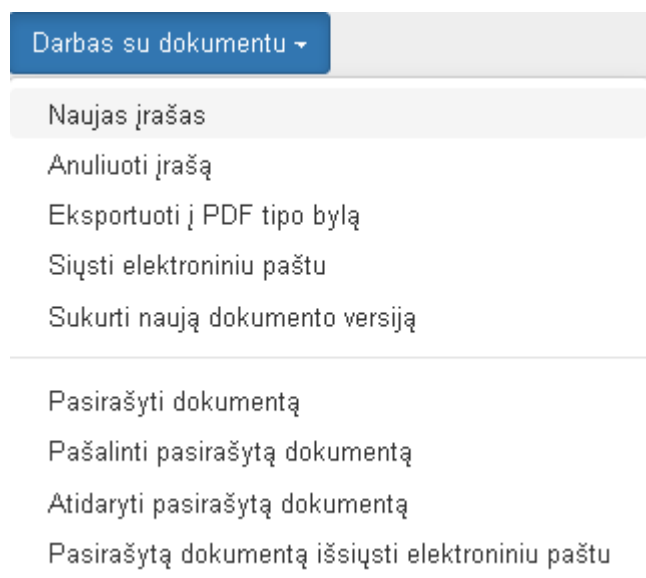 Darbas su dokumentu
Naujas įrašas
Anuliuoti įrašą
Eksportuoti į PDF tipo bylą
Siųsti elektroniniu paštu
Sukurti naują dokumento versiją
Pasirašyti dokumentą
Pašalinti pasirašytą dokumentą
Atidaryti pasirašytą dokumentą
Pasirašytą dokumentą išsiųsti elektroniniu paštu